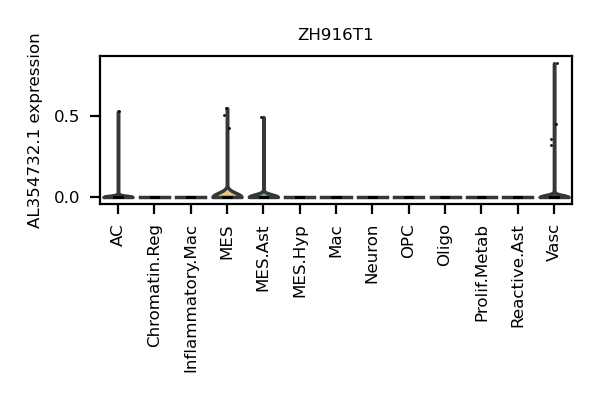 ZH916T1
AL354732.1 expression
0.5
0.0
AC
Chromatin.Reg
Inflammatory.Mac
MES
MES.Ast
MES.Hyp
Mac
Neuron
OPC
Oligo
Prolif.Metab
Reactive.Ast
Vasc